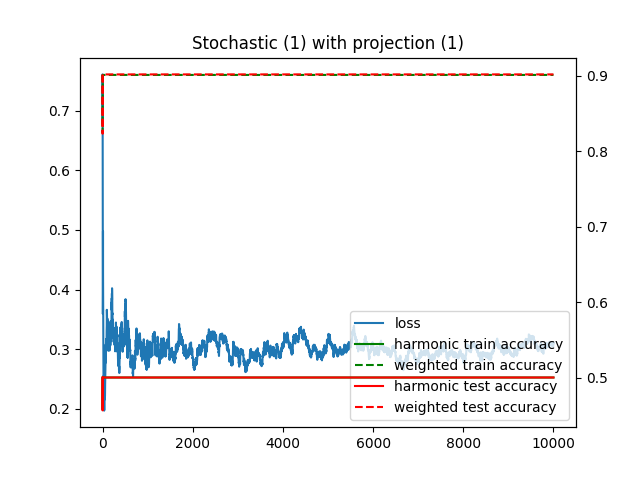 Stochastic (1) with projection (1)
0.7
0.6
0.5
0.4
0.3
0.2
0.9
0.8
0.7
0.6
0.5
loss
harmonic train accuracy
weighted train accuracy
harmonic test accuracy
weighted test accuracy
0 2000 4000 6000 8000 10000